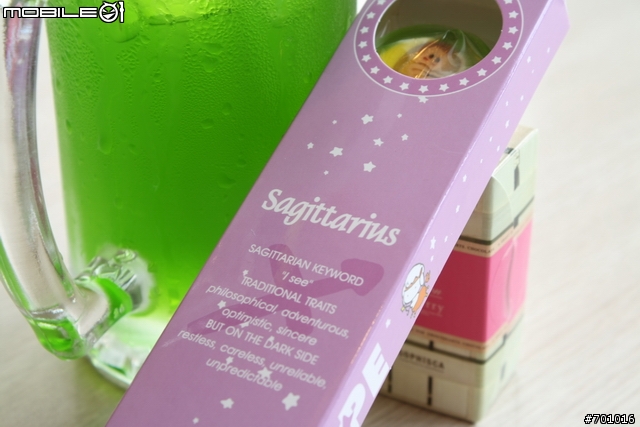 MOBILE01
Sagittarius
SAGITTARIAN KEYWORD
"I see"
TRADITIONAL TRAITS
philosophical, adventurous,
optimistic, sincere
BUT ON THE DARK SIDE
restless, careless, unreliable,
unpredictable
#701016